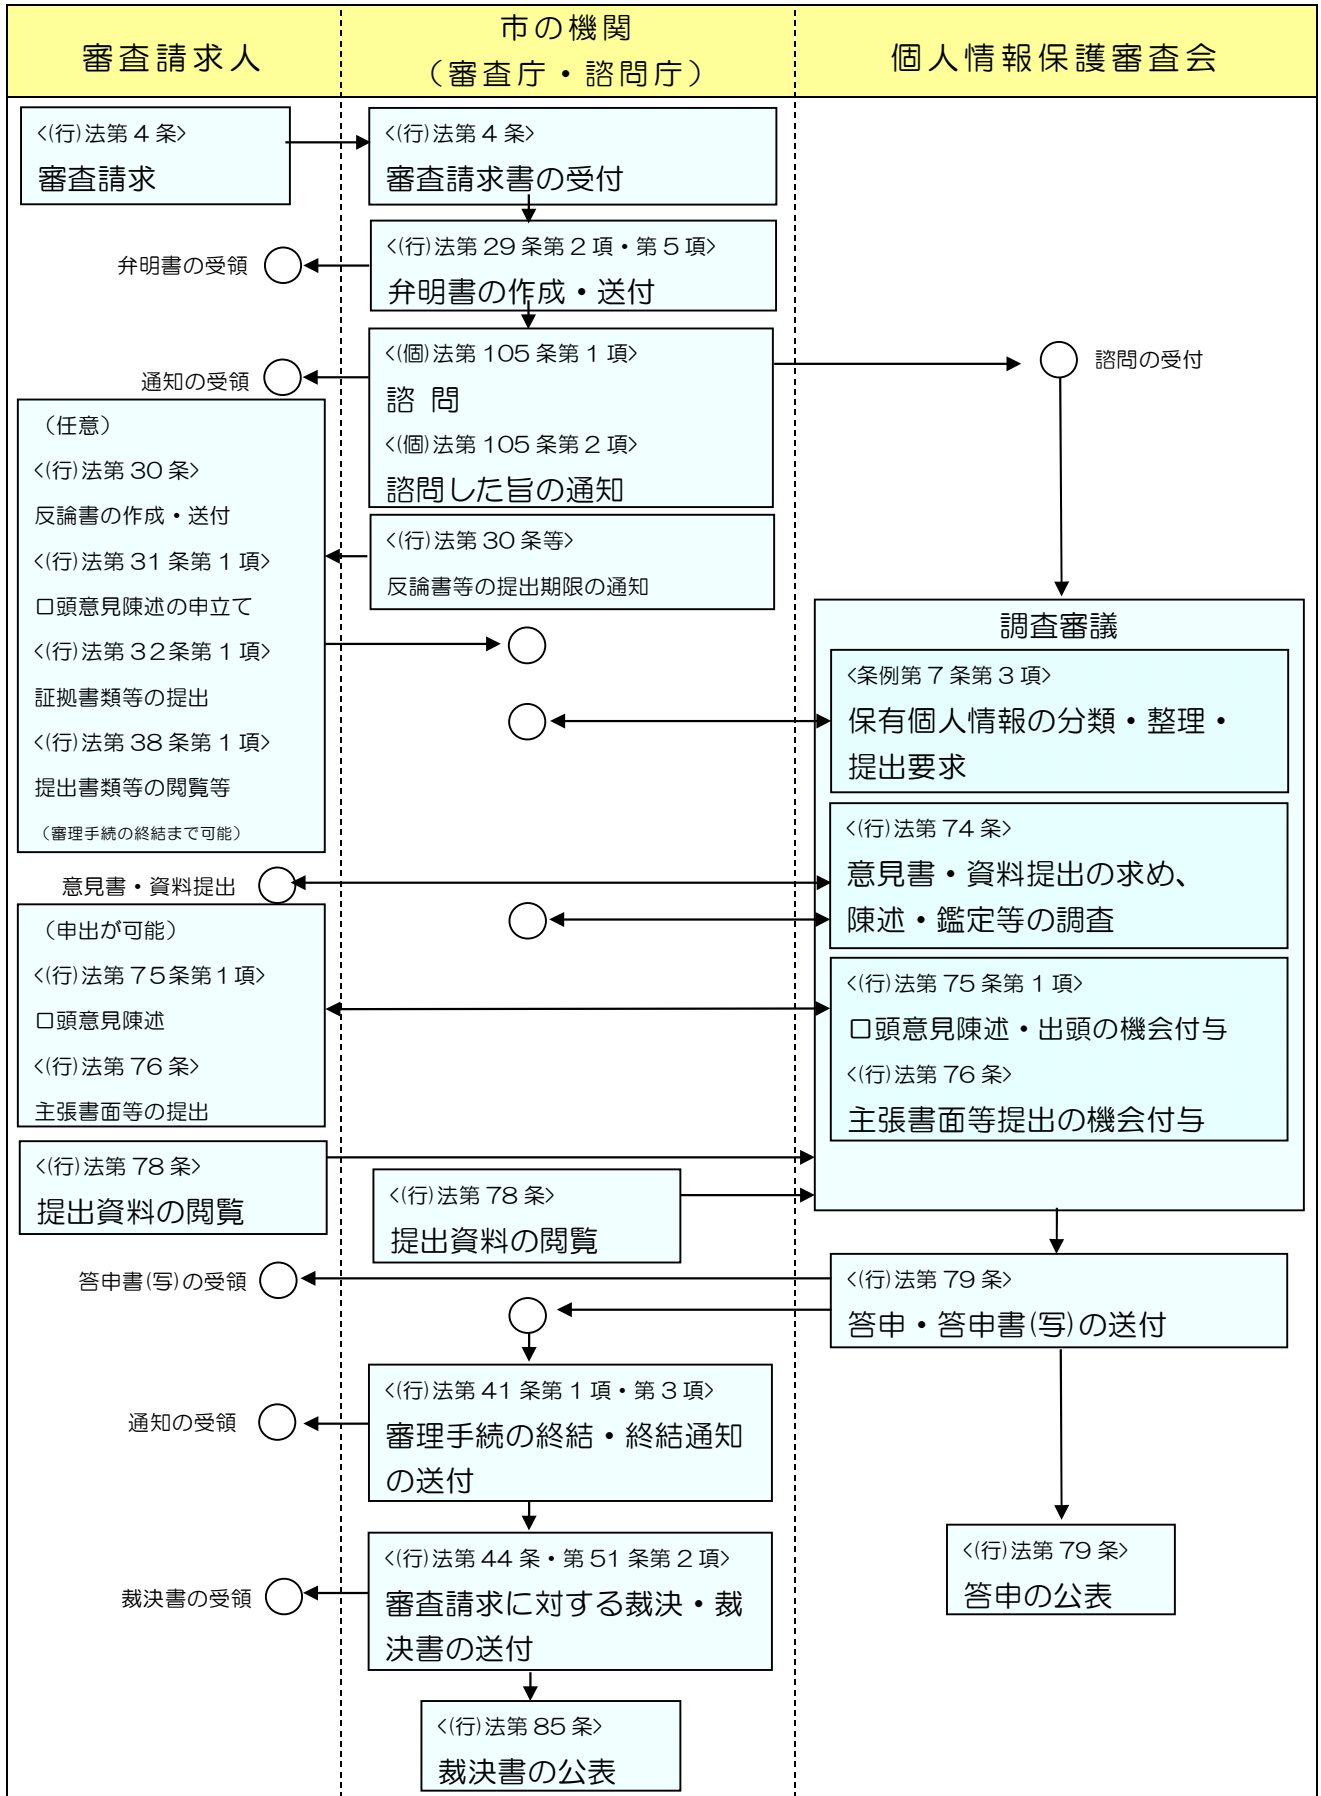 審査請求人
市の機関
（審査庁・諮問庁）
個人情報保護審査会
<(行)法第４条>
審査請求
<(行)法第４条>
審査請求書の受付
弁明書の受領
<(行)法第 29 条第２項・第５項>
弁明書の作成・送付
通知の受領
<(個)法第 105 条第１項>
諮 問
<(個)法第 105 条第２項>
諮問した旨の通知
諮問の受付
（任意）
<(行)法第 30 条>
反論書の作成・送付
<(行)法第 31 条第１項>
口頭意見陳述の申立て
<(行)法第 32条第１項>
証拠書類等の提出
<(行)法第 38 条第１項>
提出書類等の閲覧等
（審理手続の終結まで可能）
<(行)法第 30 条等>
反論書等の提出期限の通知
調査審議
<条例第７条第３項>
保有個人情報の分類・整理・
提出要求
意見書・資料提出
<(行)法第 74 条>
意見書・資料提出の求め、
陳述・鑑定等の調査
（申出が可能）
<(行)法第 75条第１項>
口頭意見陳述
<(行)法第 76 条>
主張書面等の提出
<(行)法第 75 条第１項>
口頭意見陳述・出頭の機会付与
<(行)法第 76 条>
主張書面等提出の機会付与
<(行)法第 78 条>
提出資料の閲覧
<(行)法第 78 条>
提出資料の閲覧
答申書(写)の受領
<(行)法第 79 条>
答申・答申書(写)の送付
通知の受領
<(行)法第 41 条第１項・第３項>
審理手続の終結・終結通知
の送付
裁決書の受領
<(行)法第 44 条・第 51 条第２項>
審査請求に対する裁決・裁
決書の送付
<(行)法第 79 条>
答申の公表
<(行)法第 85 条>
裁決書の公表